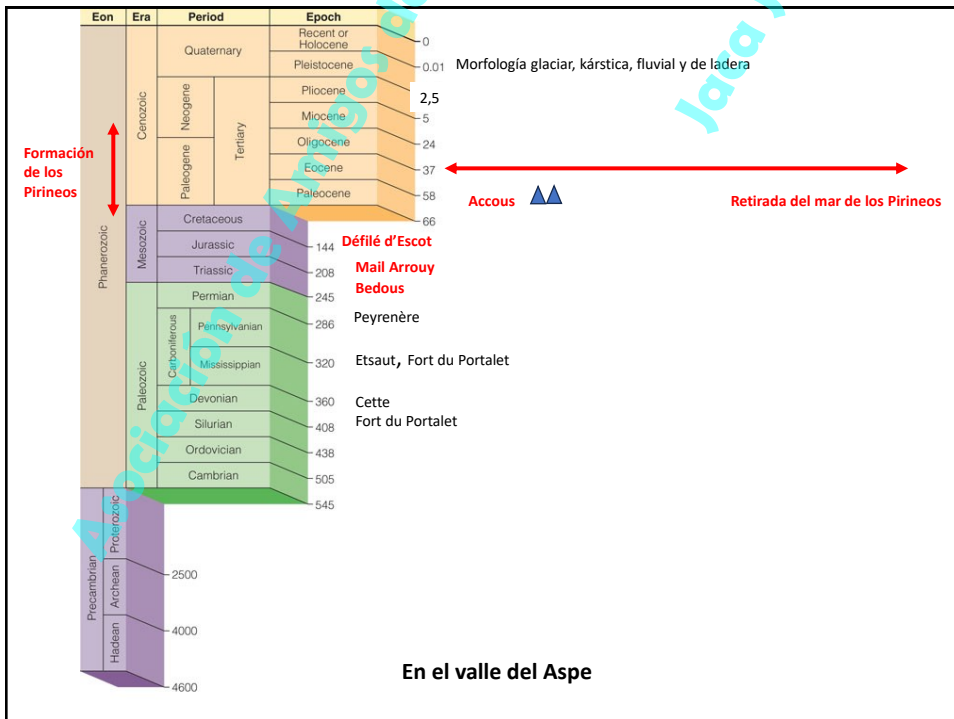 Eon Era Period Epoch
Recent or
Holocene
0
Quaternary
Pleistocene
0.01
Morfología glaciar, kárstica, fluvial y de ladera
Pliocene
2,5
Neogene
Miocene
5
Cenozoic
Tertiary
Oligocene
24
Formación
de los
Pirineos
Paleogene
Eocene
37
Paleocene
58
Accous
Retirada del mar de los Pirineos
66
Phanerozoic
Mesozoic
Cretaceous
144
Défilé d’Escot
Jurassic
208
Mail Arrouy
Triassic
Bedous
245
Permian
Peyrenère
286
Carboniferous
Pennsylvanian
320
Etsaut, Fort du Portalet
Mississippian
Paleozoic
Devonian
360
Cette
Silurian
408
Fort du Portalet
Ordovician
438
Cambrian
505
545
Precambrian
Proterozoic
2500
Archean
4000
Hadean
4600
En el valle del Aspe
Asociación de Amigos de
Jaca